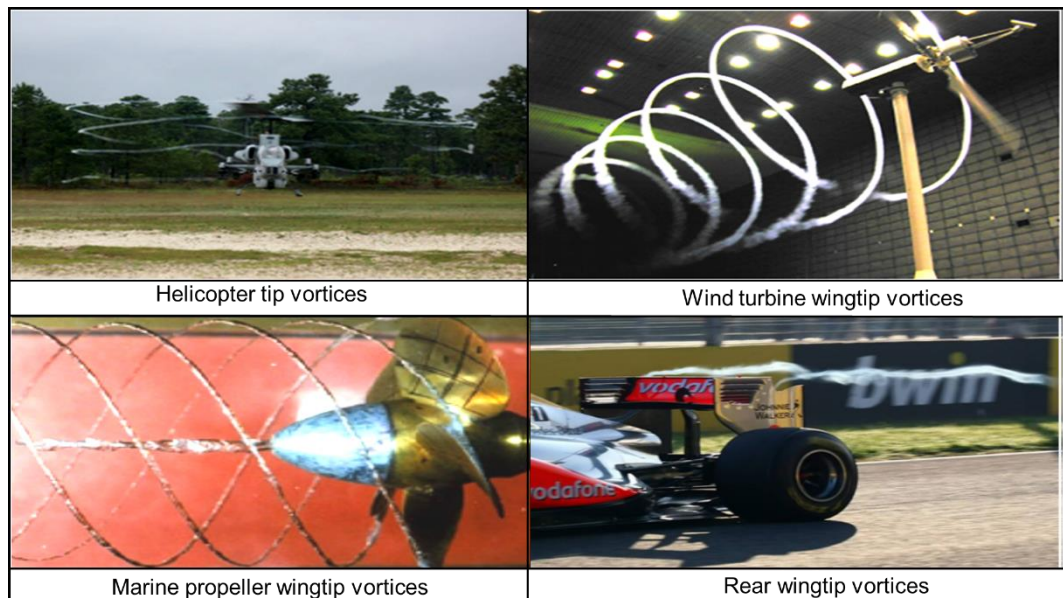 Helicopter tip vortices
Wind turbine wingtip vortices
vodafone
bwin
JOHNNIE
WALKER
vodafone
Marine propeller wingtip vortices
Rear wingtip vortices